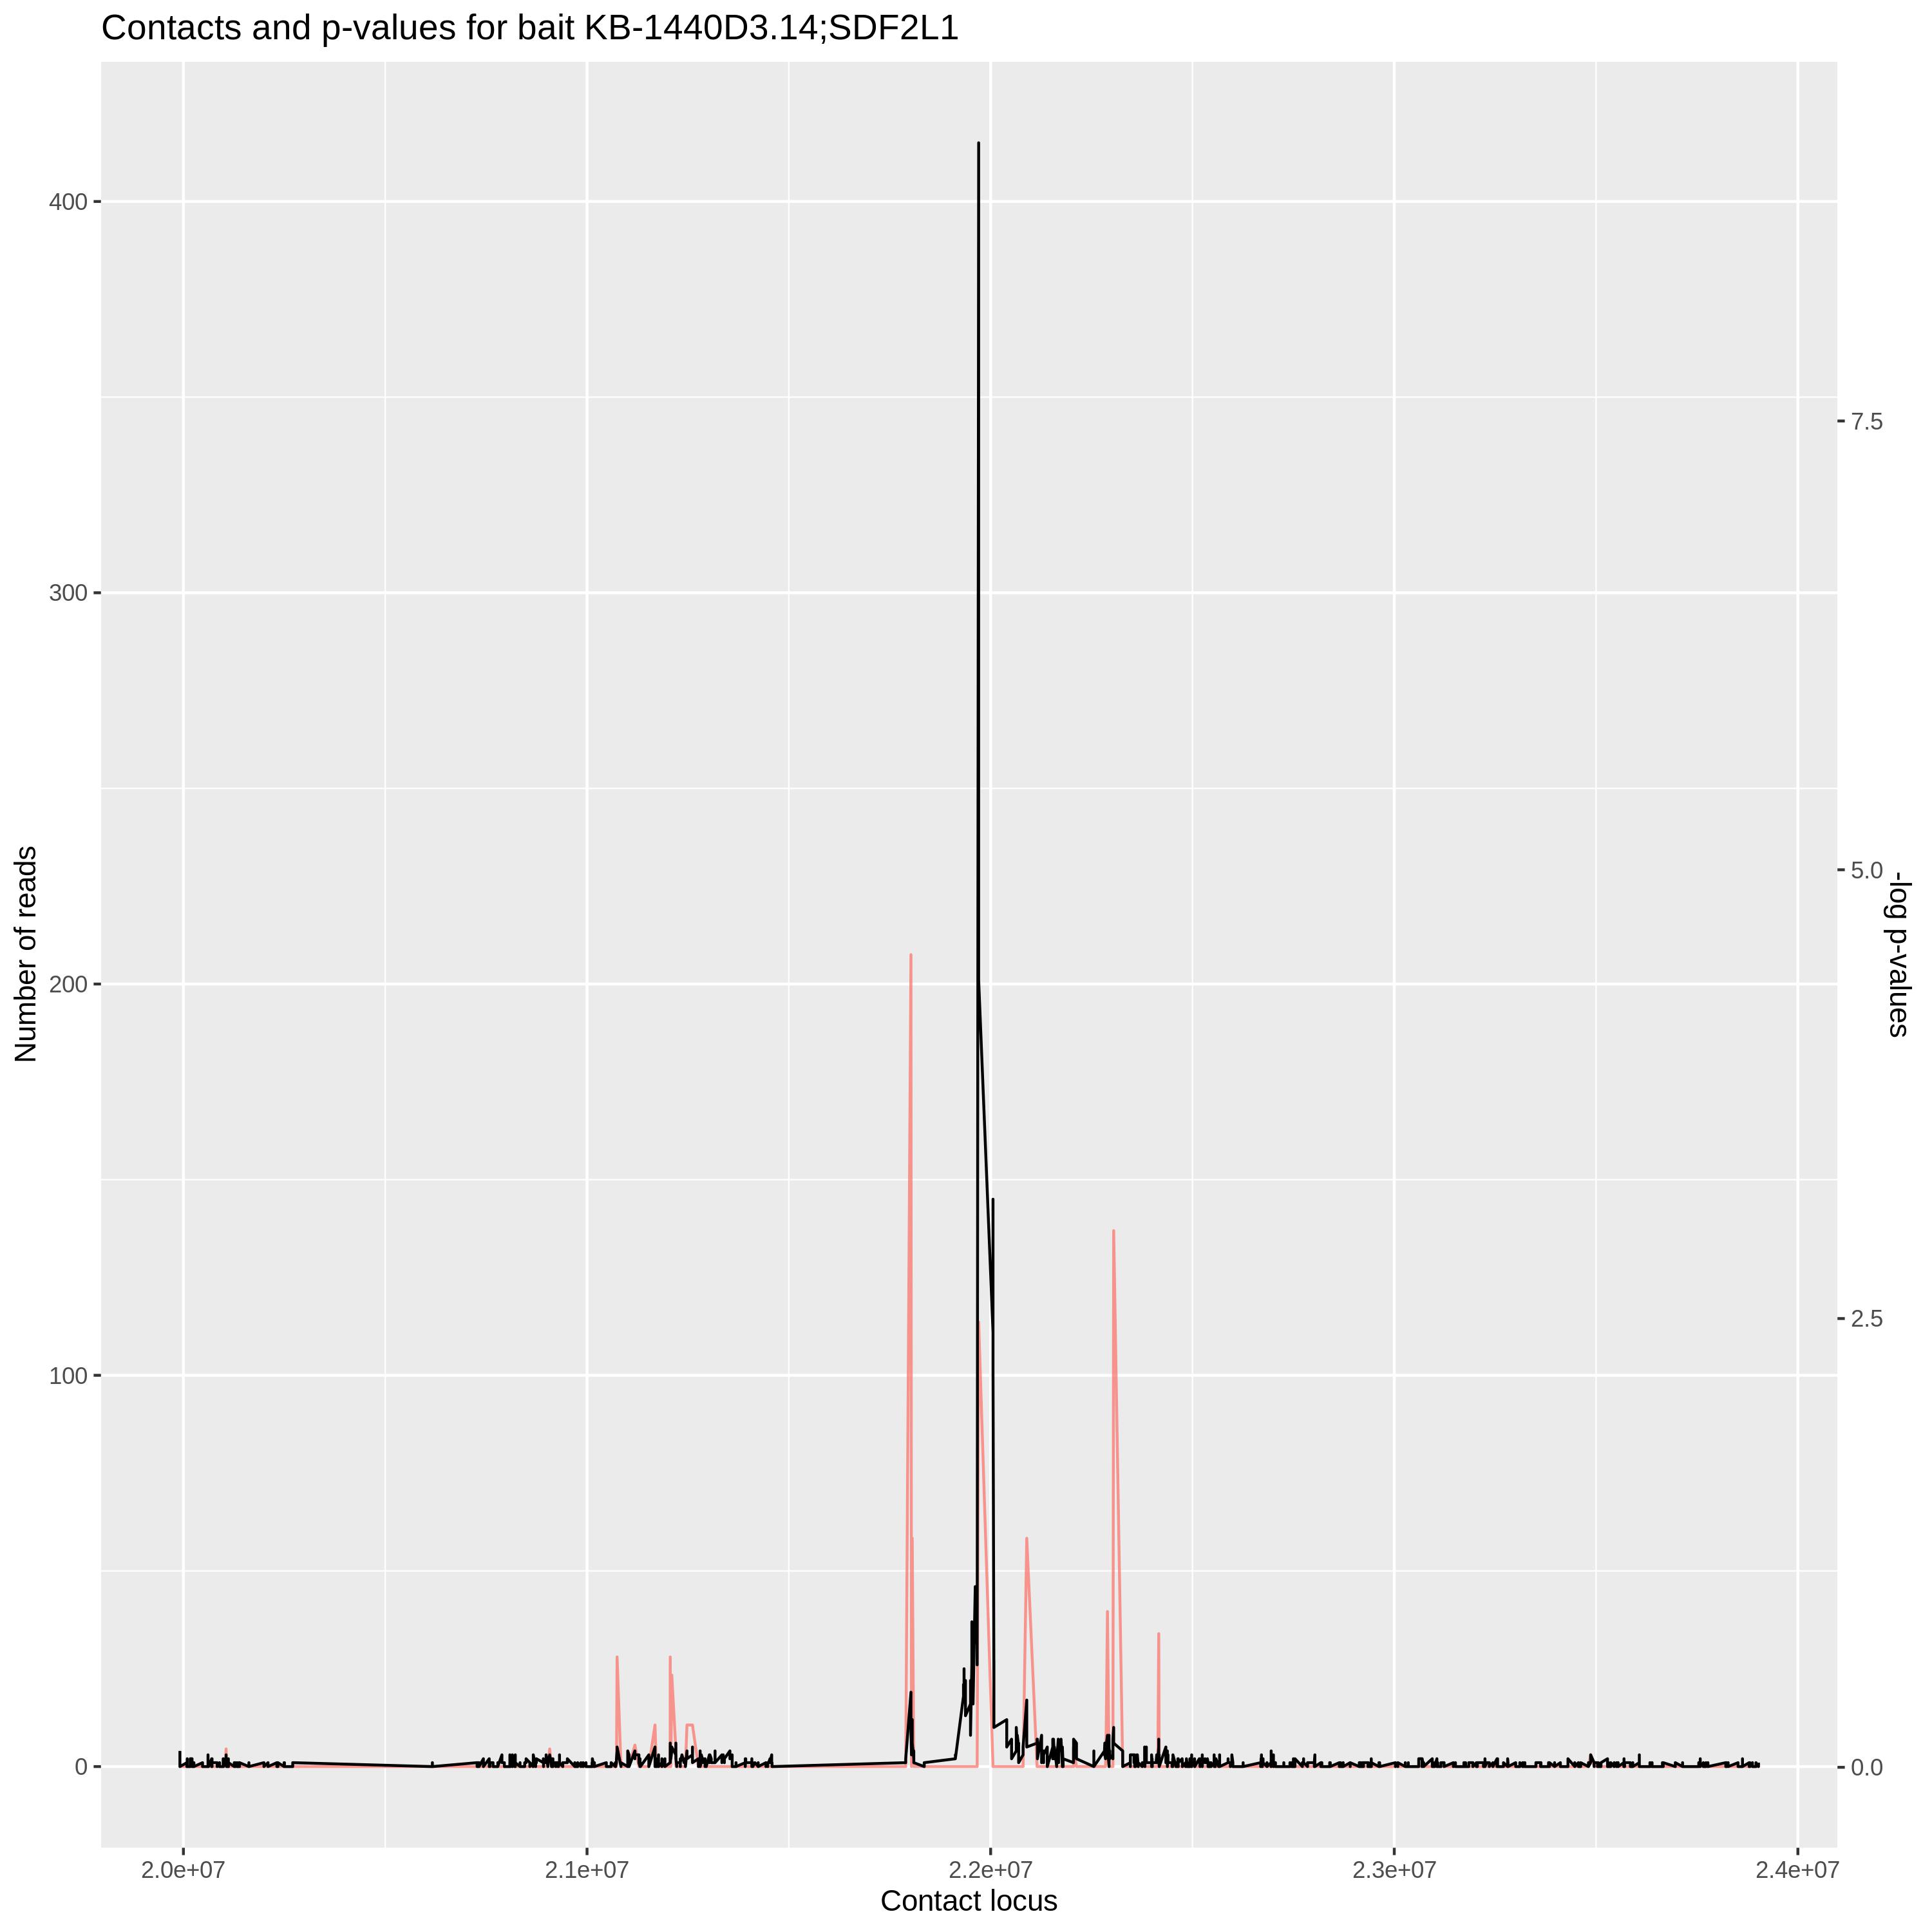 Contacts and p-values for bait KB-1440D3.14;SDF2L1
400
300
200
100
0
Number of reads
7.5
5.0
2.5
0.0
-log p-values
2.0e+07
2.1e+07
2.2e+07
2.3e+07
2.4e+07
Contact locus